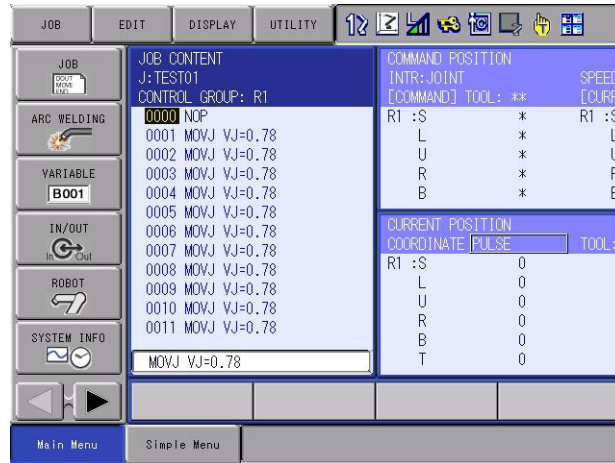 JOB EDIT DISPLAY UTILITY 12
JOB
DOUT
MOVE
END
ARC WELDING
VARIABLE
B001
IN/OUT
In Out
ROBOT
SYSTEM INFO
JOB CONTENT
J:TEST01
CONTROL GROUP: R1
0000 NOP
0001 MOVJ VJ=0.78
0002 MOVJ VJ=0.78
0003 MOVJ VJ=0.78
0004 MOVJ VJ=0.78
0005 MOVJ VJ=0.78
0006 MOVJ VJ=0.78
0007 MOVJ VJ=0.78
0008 MOVJ VJ=0.78
0009 MOVJ VJ=0.78
0010 MOVJ VJ=0.78
0011 MOVJ VJ=0.78
MOVJ VJ=0.78
COMMAND POSITION
INTR:JOINT SPEED
[COMMAND] TOOL: ** [CURR
R1 :S * R1 :S
L * L
U *
R *
B *
CURRENT POSITION
COORDINATE PULSE TOOL:
R1 :S 0
L 0
U 0
R 0
B 0
T 0
Main Menu Simple Menu